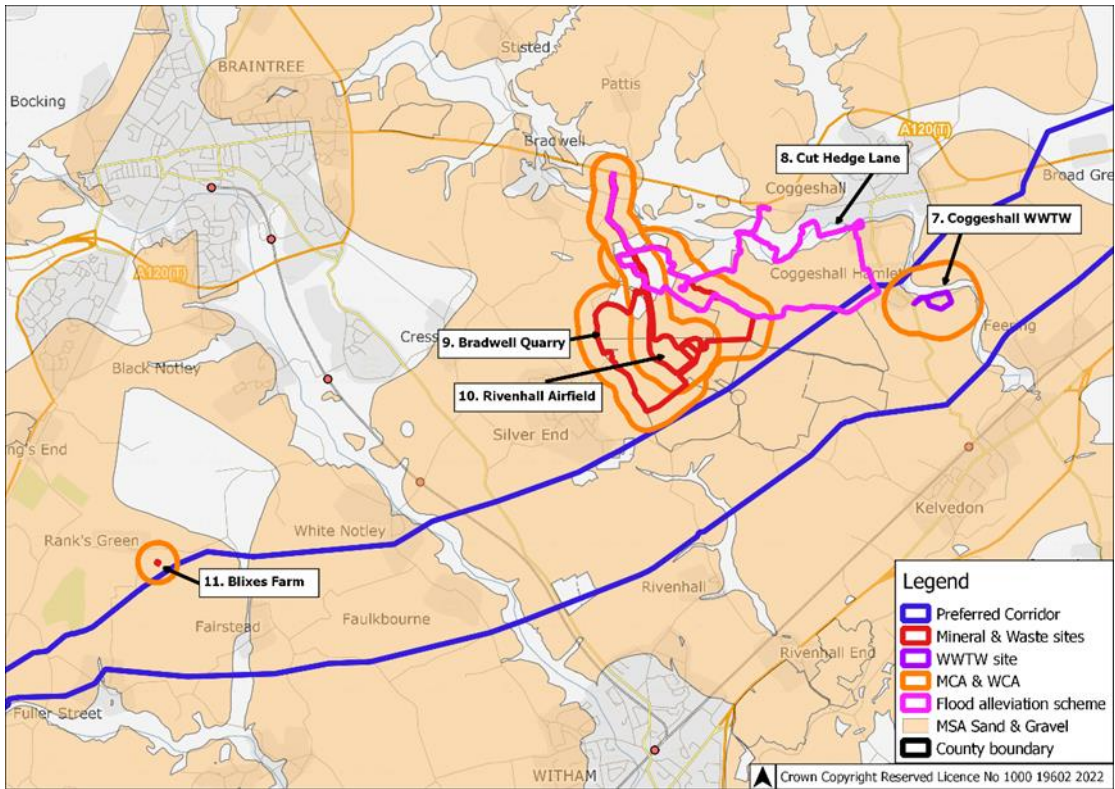 Stisted
BRAINTREE
Pattis
Bocking
Bradwell
A120(T)
8. Cut Hedge Lane
Broad Gre
Coggeshall
7. Coggeshall WWTW
A120(T)
Coggeshall Hamlet
Feering
Cress
9. Bradwell Quarry
Black Notley
10. Rivenhall Airfield
Silver End
ng's End
Kelvedon
White Notley
Rank's Green
11. Blixes Farm
Rivenhall
Faulkbourne
Fairstead
Rivenhall End
Fuller Street
WITHAM
Legend
Preferred Corridor
Mineral & Waste sites
WWTW site
MCA & WCA
Flood alleviation scheme
MSA Sand & Gravel
County boundary
Crown Copyright Reserved Licence No 1000 19602 2022